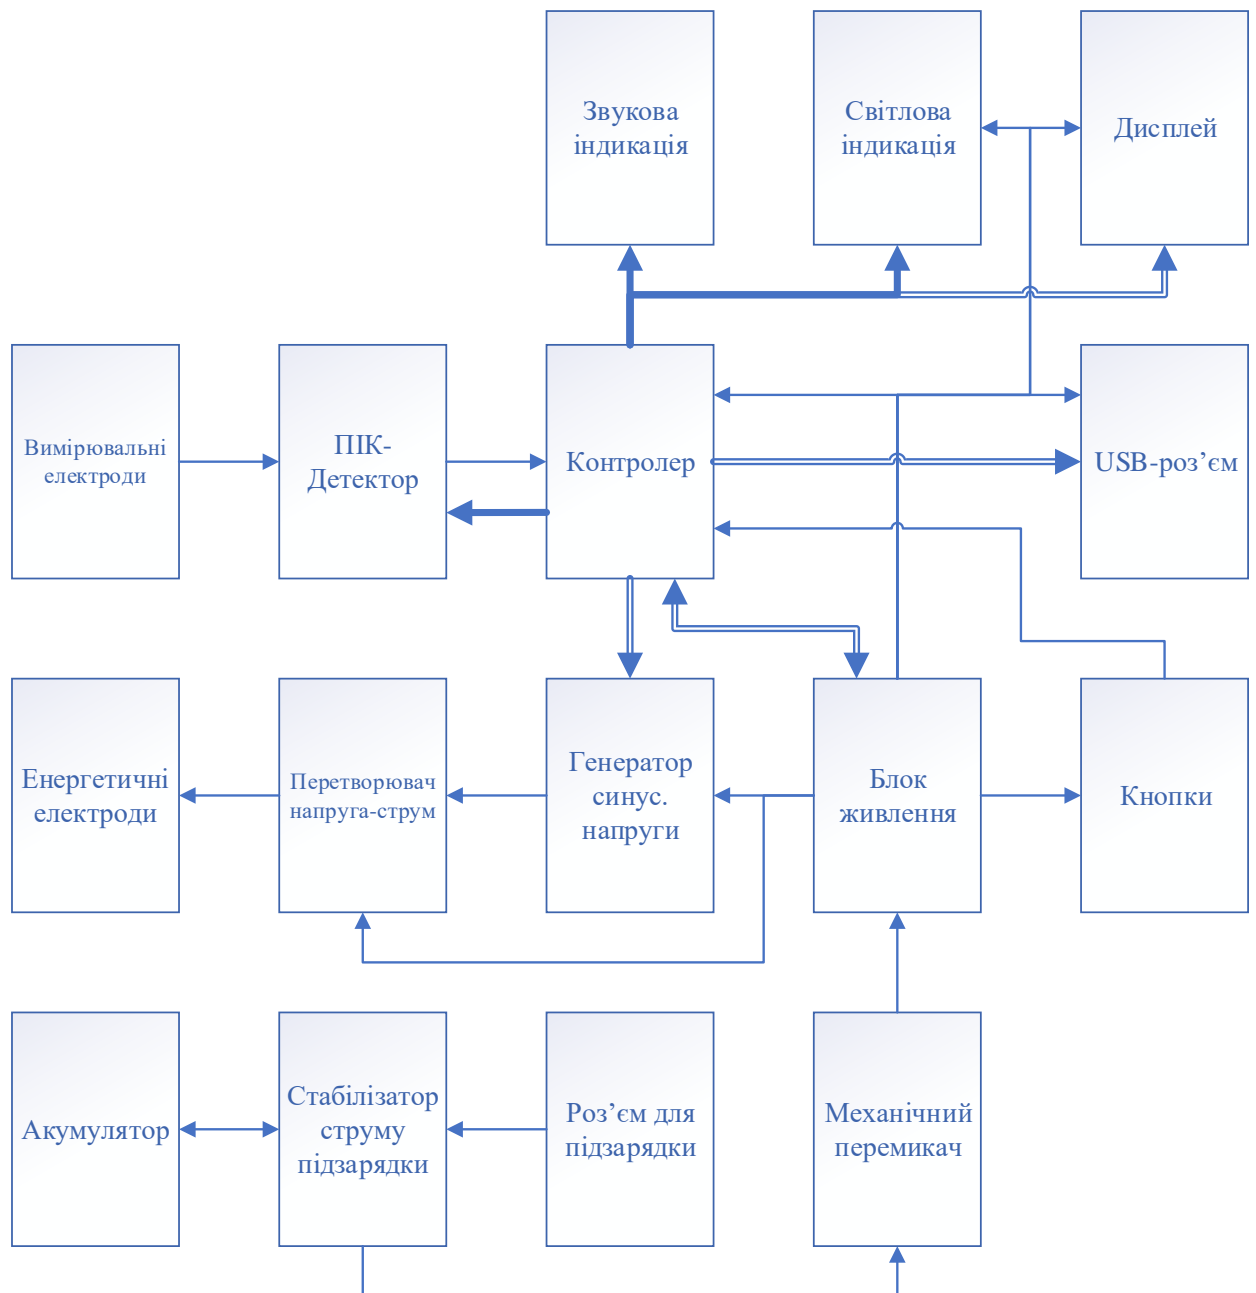 Звукова
індикація
Світлова
індикація
Дисплей
Вимірювальні
електроди
ПІК-
Детектор
Контролер
USB-роз’єм
Енергетичні
електроди
Перетворювач
напруга-струм
Генератор
синус.
напруги
Блок
живлення
Кнопки
Акумулятор
Стабілізатор
струму
підзарядки
Роз’єм для
підзарядки
Механічний
перемикач